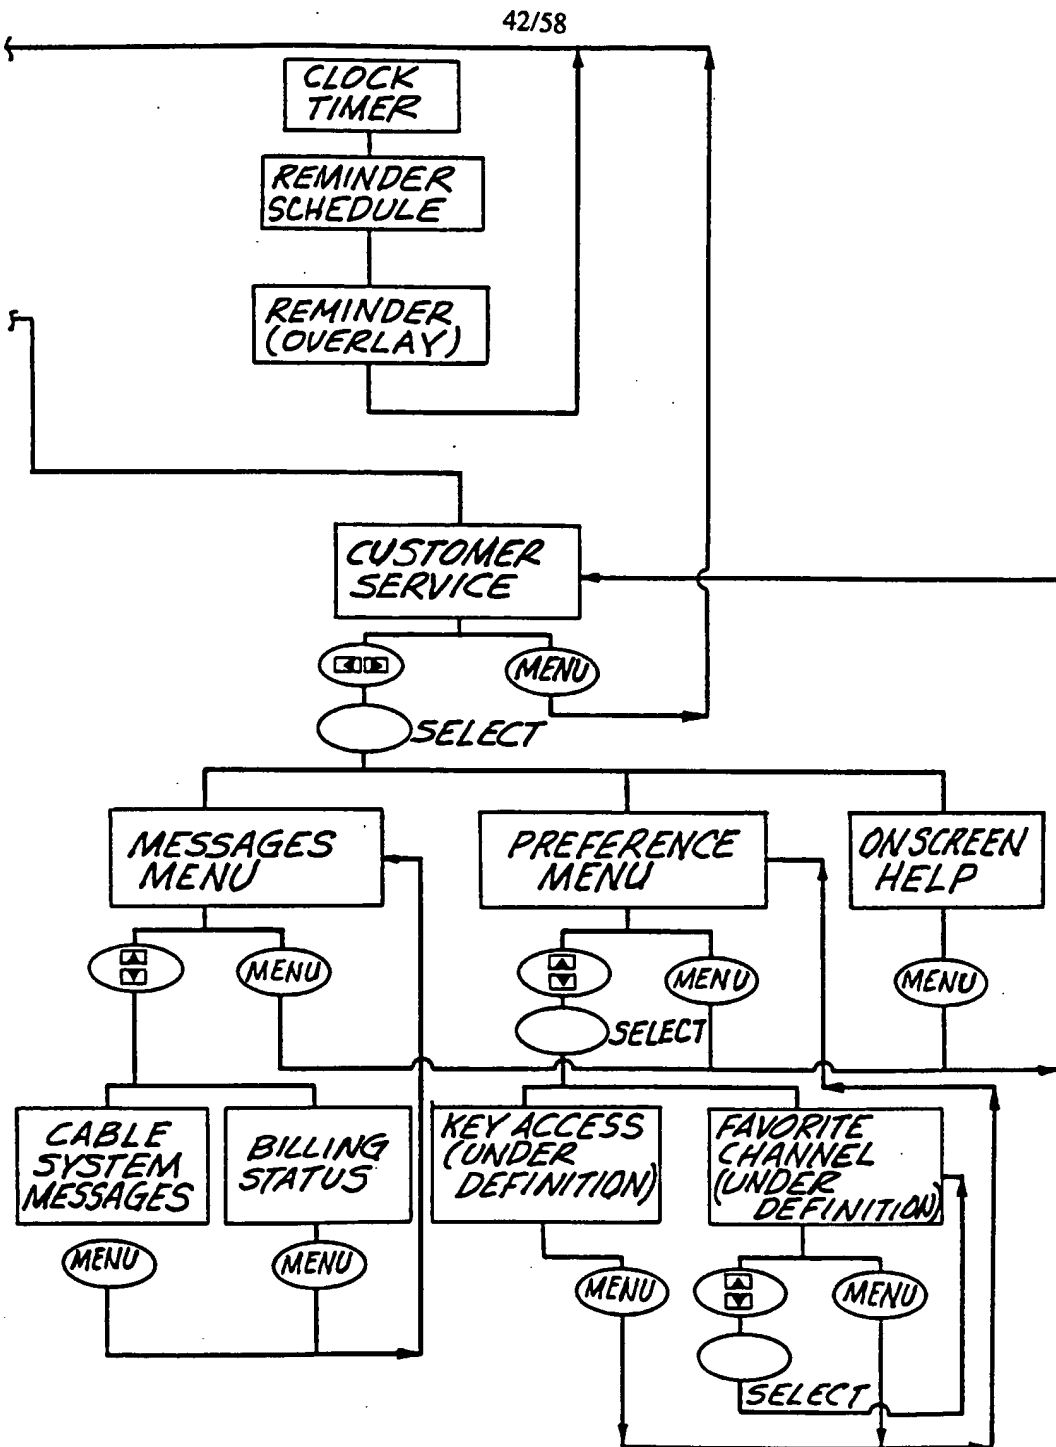 42/58
CLOCK
TIMER
REMINDER
SCHEDULE
REMINDER
(OVERLAY)
CUSTOMER
SERVICE
MENU
SELECT
MESSAGES
MENU
PREFERENCE
MENU
ONSCREEN
HELP
MENU
MENU
MENU
SELECT
CABLE
SYSTEM
MESSAGES
BILLING
STATUS
KEY ACCESS
(UNDER
DEFINITION)
FAVORITE
CHANNEL
(UNDER
DEFINITION)
MENU
MENU
MENU
MENU
SELECT